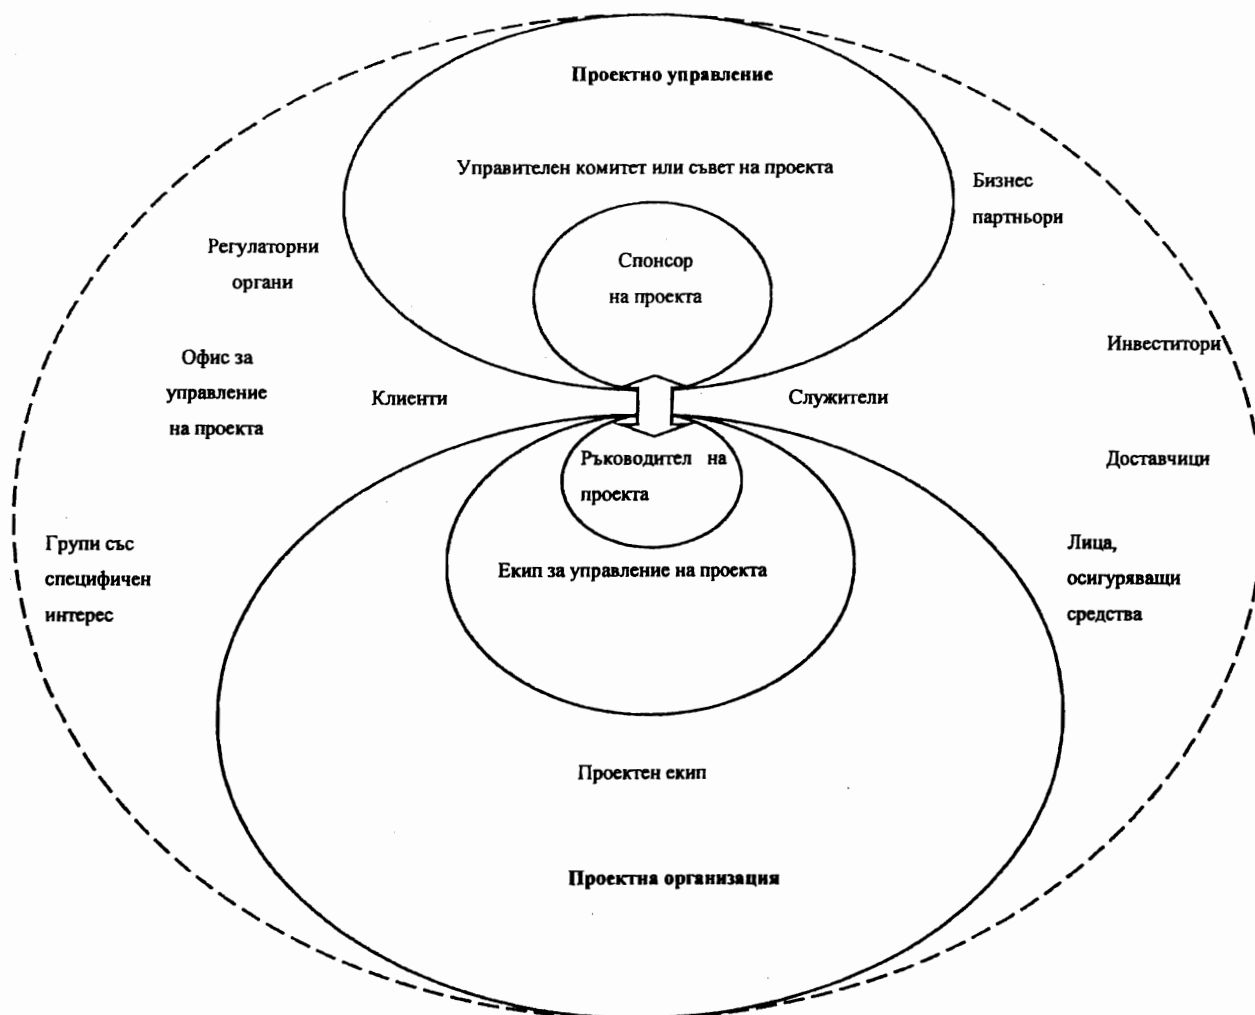 Проектно управление
Управителен комитет или съвет на проекта
Бизнес
партньори
Регулаторни
органи
Спонсор
на проекта
Инвеститори
Офис за
управление
на проекта
Клиенти
Служители
Ръководител на
проекта
Доставчици
Групи със
специфичен
интерес
Екип за управление на проекта
Лица,
осигуряващи
средства
Проектен екип
Проектна организация